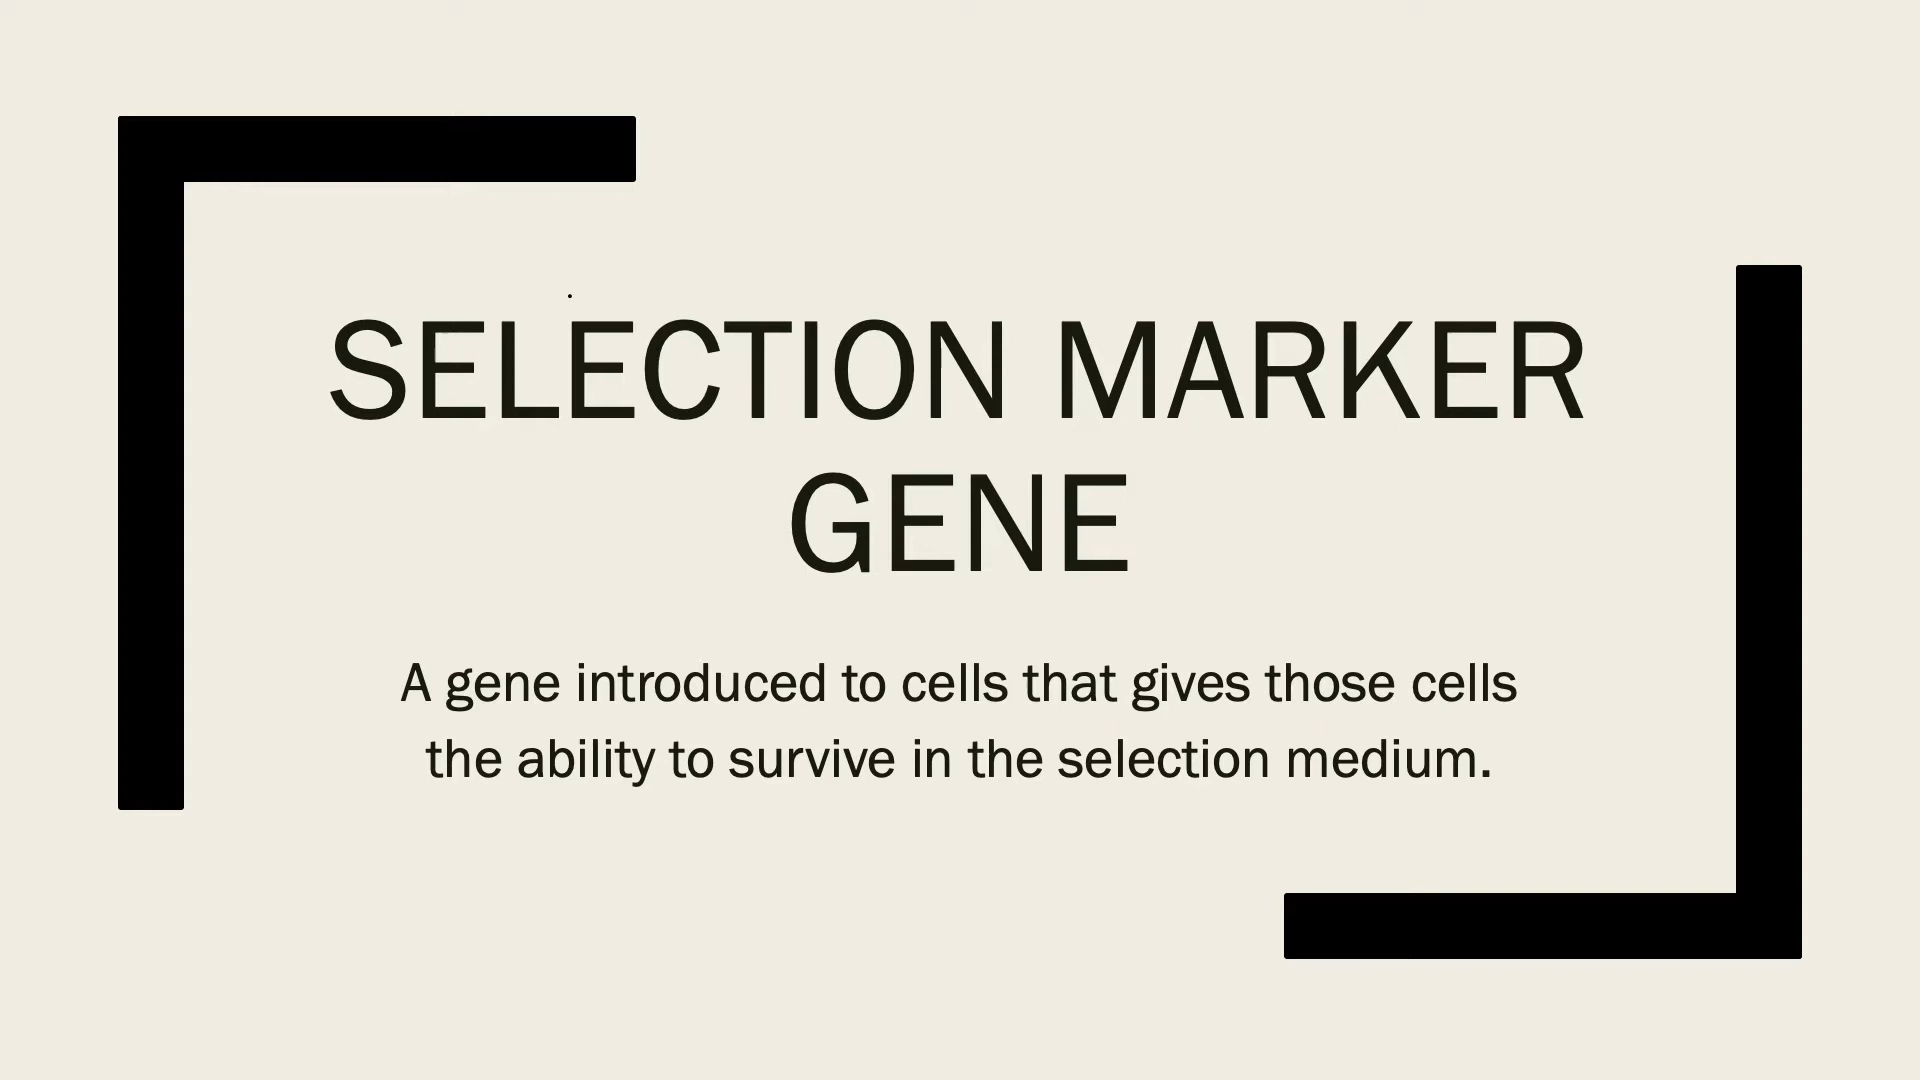 SELECTION MARKER
GENE
A gene introduced to cells that gives those cells
the ability to survive in the selection medium.